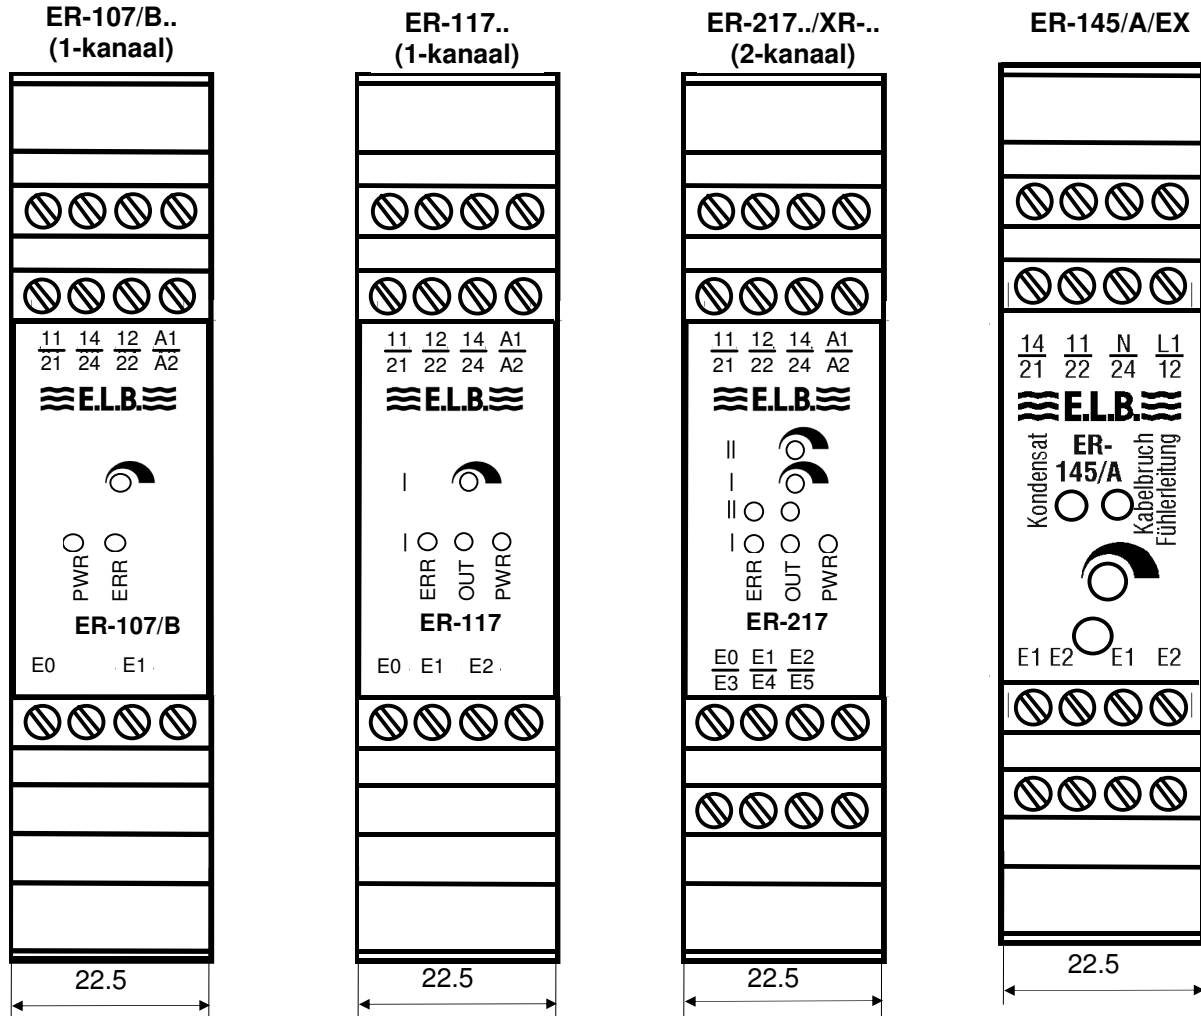 ER-107/B..
(1-kanaal)
11 14 12 A1
21 24 22 A2
E.L.B.
PWR
ERR
ER-107/B
E0 E1
22.5
ER-117..
(1-kanaal)
11 12 14 A1
21 22 24 A2
E.L.B.
I
I
ERR
OUT
PWR
ER-117
E0 E1 E2
22.5
ER-217../XR-..
(2-kanaal)
11 12 14 A1
21 22 24 A2
E.L.B.
II
I
II
I
ERR
OUT
PWR
ER-217
E0 E1 E2
E3 E4 E5
22.5
ER-145/A/EX
14 11 N L1
21 22 24 12
E.L.B.
Kondensat
ER-
145/A
Kabelbruch
Fühlerleitung
E1 E2 E1 E2
22.5